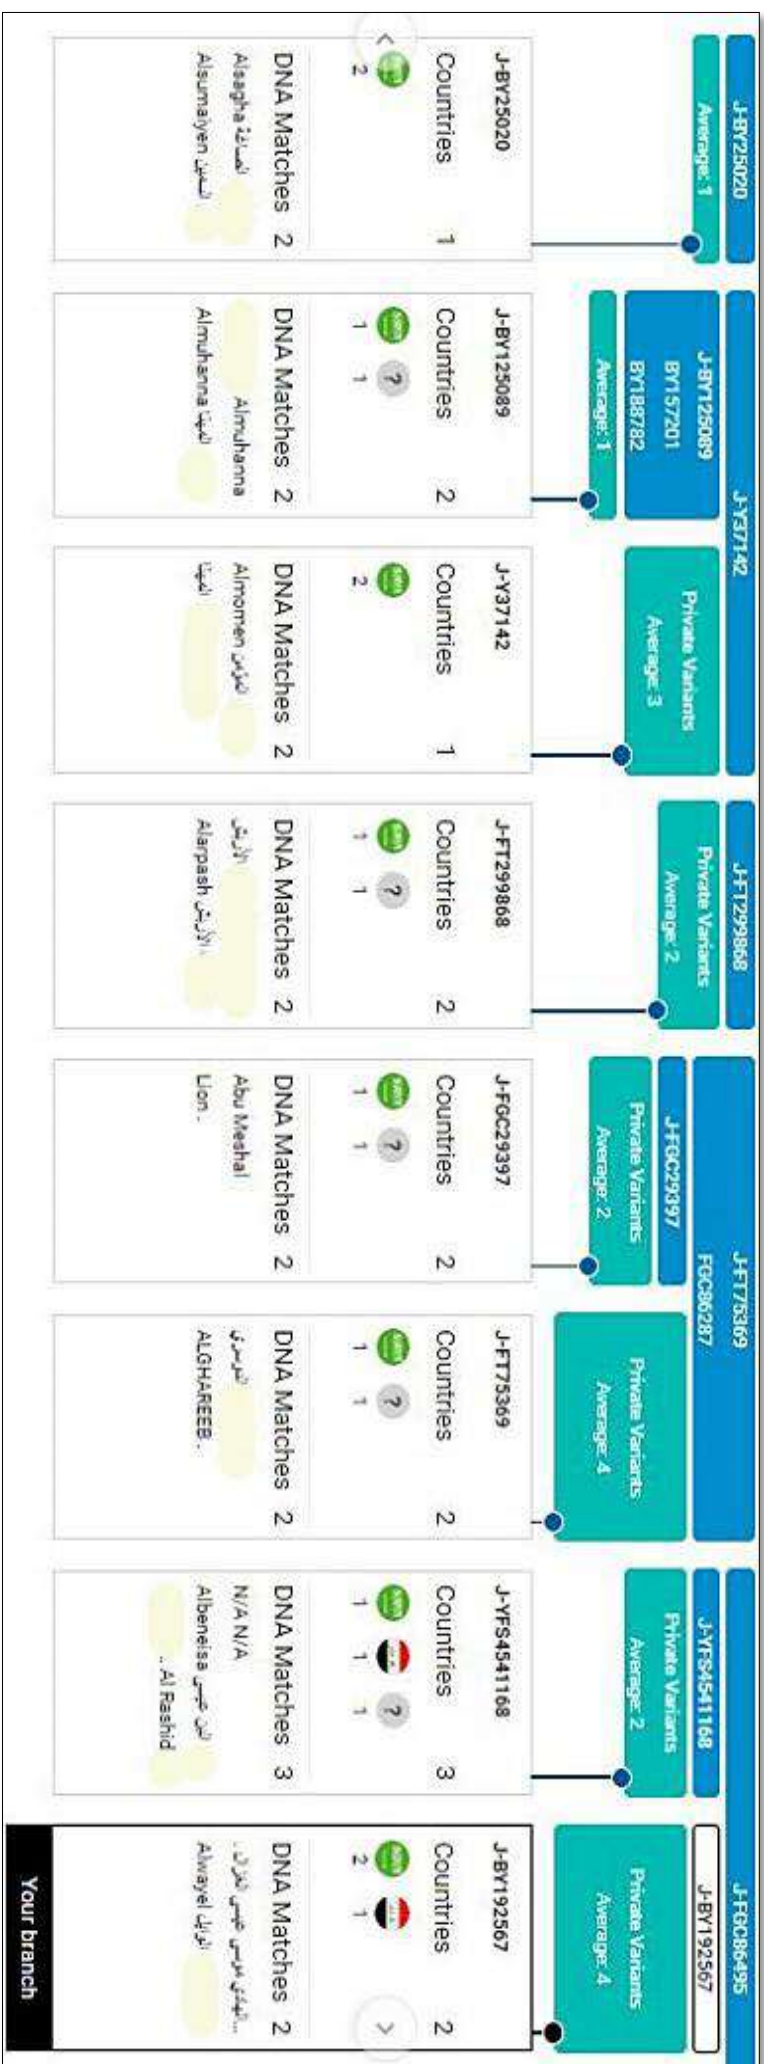 J-BY25020
Average: 1
J-BY25020
Countries 1
2
DNA Matches 2
Alsagha الصاغة
Alsumaiyen السمين
J-Y37142
J-BY125089
BY157201
BY188782
Average: 1
J-BY125089
Countries 2
? 
1 1
DNA Matches 2
Almuhanna
Almuhanna المهنا
Private Variants
Average: 3
J-Y37142
Countries 1
2
DNA Matches 2
Almomen المؤمن
المهنا
J-FT299868
Private Variants
Average: 2
J-FT299868
Countries 2
?
1 1
DNA Matches 2
الأربش
Alarpash الأربش
J-FT75369
FGC86287
J-FGC29397
Private Variants
Average: 2
J-FGC29397
Countries 2
?
1 1
DNA Matches 2
Abu Meshal
Lion .
Private Variants
Average: 4
J-FT75369
Countries 2
?
1 1
DNA Matches 2
ALGHAREEB .
J-FGC86495
J-YFS4541168
Private Variants
Average: 2
J-YFS4541168
Countries 3
?
1 1 1
DNA Matches 3
N/A N/A
Albeneisa البن عيسى
.. Al Rashid
J-BY192567
Private Variants
Average: 4
J-BY192567
Countries 2
2 1
DNA Matches 2
الهادي موسى عيسى
Alwayel الوايل
Your branch